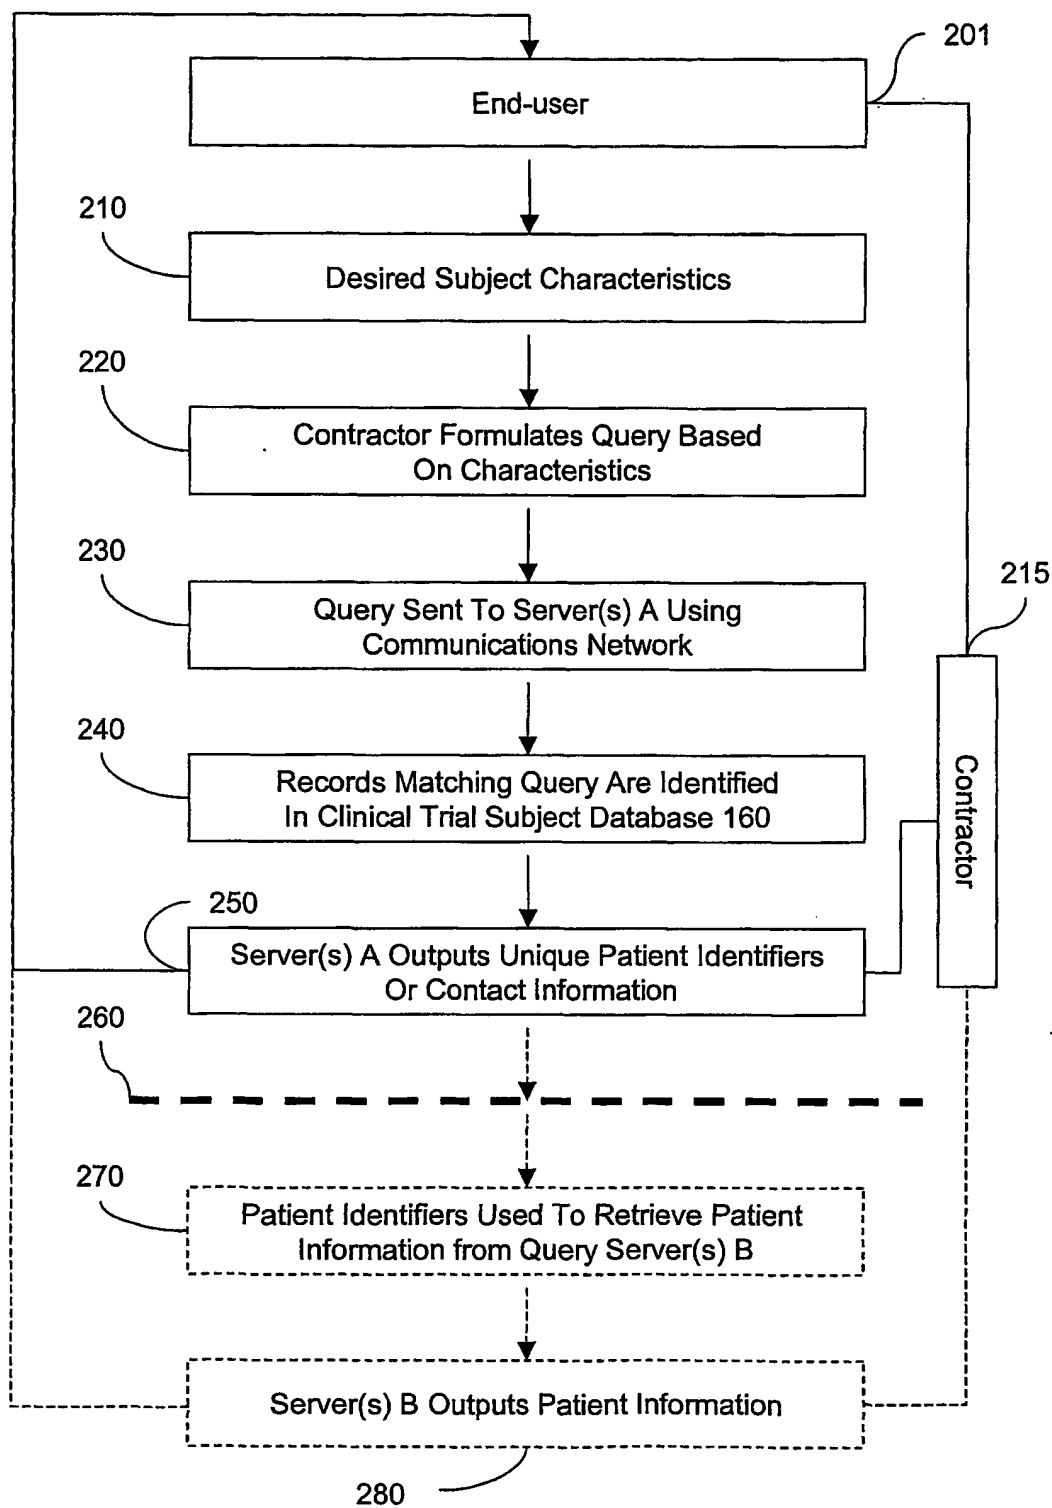 201
End-user
210
Desired Subject Characteristics
220
Contractor Formulates Query Based
On Characteristics
230
Query Sent To Server(s) A Using
Communications Network
215
Contractor
240
Records Matching Query Are Identified
In Clinical Trial Subject Database 160
250
Server(s) A Outputs Unique Patient Identifiers
Or Contact Information
260
270
Patient Identifiers Used To Retrieve Patient
Information from Query Server(s) B
Server(s) B Outputs Patient Information
280